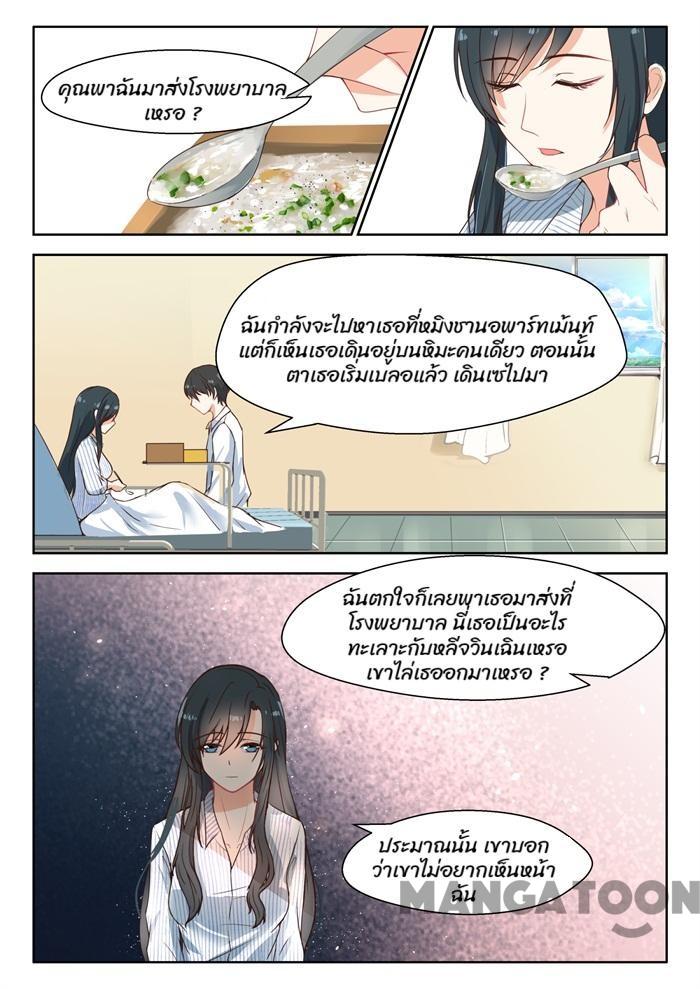 คุณพาฉันมาส่งโรงพยาบาล
เหรอ ?
ฉันกำลังจะไปหาเธอที่หมิงชานอพาร์ทเม้นท์
แต่ก็เห็นเธอเดินอยู่บนหิมะคนเดียว ตอนนั้น
ตาเธอเริ่มเบลอแล้ว เดินเซไปมา
ฉันตกใจก็เลยพาเธอมาส่งที่
โรงพยาบาล นี่เธอเป็นอะไร
ทะเลาะกับหลีจวินเฉินเหรอ
เขาไล่เธออกมาเหรอ ?
ประมาณนั้น เขาบอก
ว่าเขาไม่อยากเห็นหน้า
ฉัน
MANGATOON